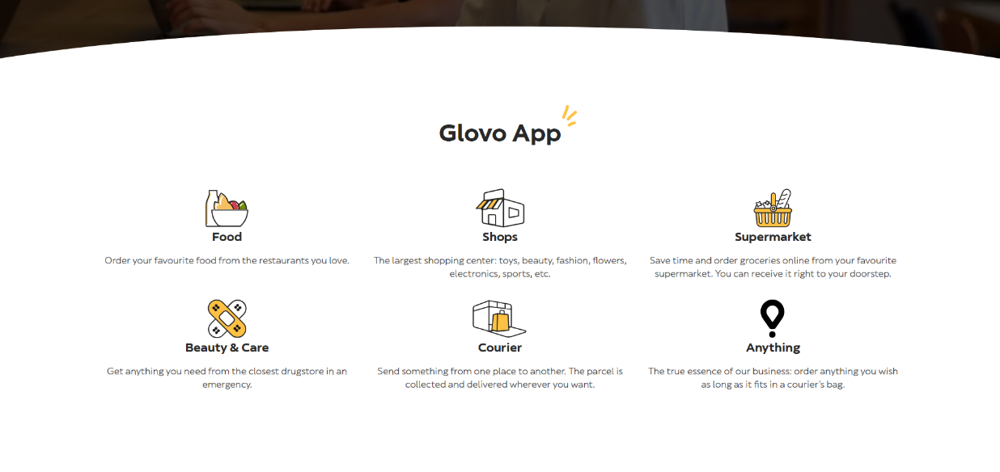 Glovo App
Food
Order your favourite food from the restaurants you love.
Shops
The largest shopping center: toys, beauty, fashion, flowers,
electronics, sports, etc.
Supermarket
Save time and order groceries online from your favourite
supermarket. You can receive it right to your doorstep.
Beauty & Care
Get anything you need from the closest drugstore in an
emergency.
Courier
Send something from one place to another. The parcel is
collected and delivered wherever you want.
Anything
The true essence of our business: order anything you wish
as long as it fits in a courier's bag.